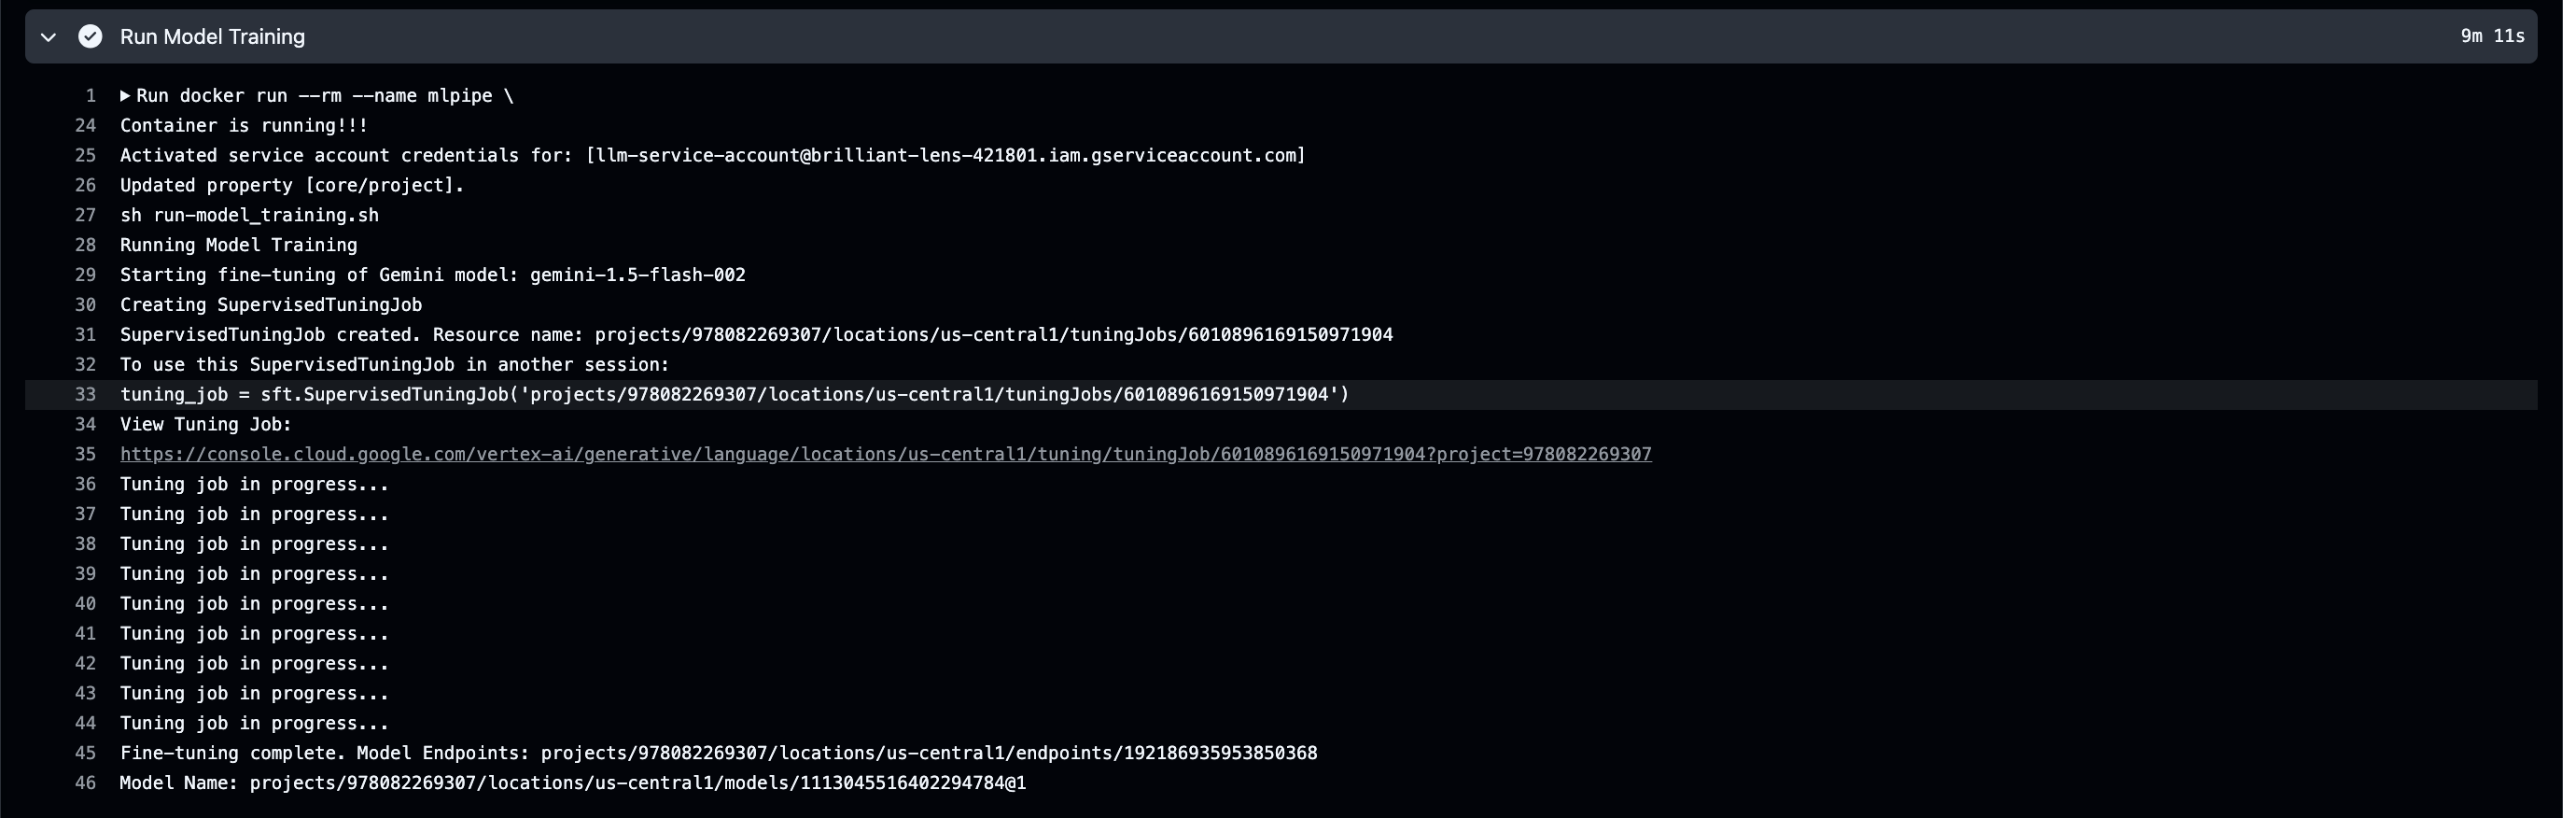 Run Model Training 9m 11s
1 Run docker run --rm --name mlpipe \
24 Container is running!!!
25 Activated service account credentials for: [llm-service-account@brilliant-lens-421801.iam.gserviceaccount.com]
26 Updated property [core/project].
27 sh run-model_training.sh
28 Running Model Training
29 Starting fine-tuning of Gemini model: gemini-1.5-flash-002
30 Creating SupervisedTuningJob
31 SupervisedTuningJob created. Resource name: projects/978082269307/locations/us-central1/tuningJobs/6010896169150971904
32 To use this SupervisedTuningJob in another session:
33 tuning_job = sft.SupervisedTuningJob('projects/978082269307/locations/us-central1/tuningJobs/6010896169150971904')
34 View Tuning Job:
35 https://console.cloud.google.com/vertex-ai/generative/language/locations/us-central1/tuning/tuningJob/6010896169150971904?project=978082269307
36 Tuning job in progress...
37 Tuning job in progress...
38 Tuning job in progress...
39 Tuning job in progress...
40 Tuning job in progress...
41 Tuning job in progress...
42 Tuning job in progress...
43 Tuning job in progress...
44 Tuning job in progress...
45 Fine-tuning complete. Model Endpoints: projects/978082269307/locations/us-central1/endpoints/192186935953850368
46 Model Name: projects/978082269307/locations/us-central1/models/1113045516402294784@1